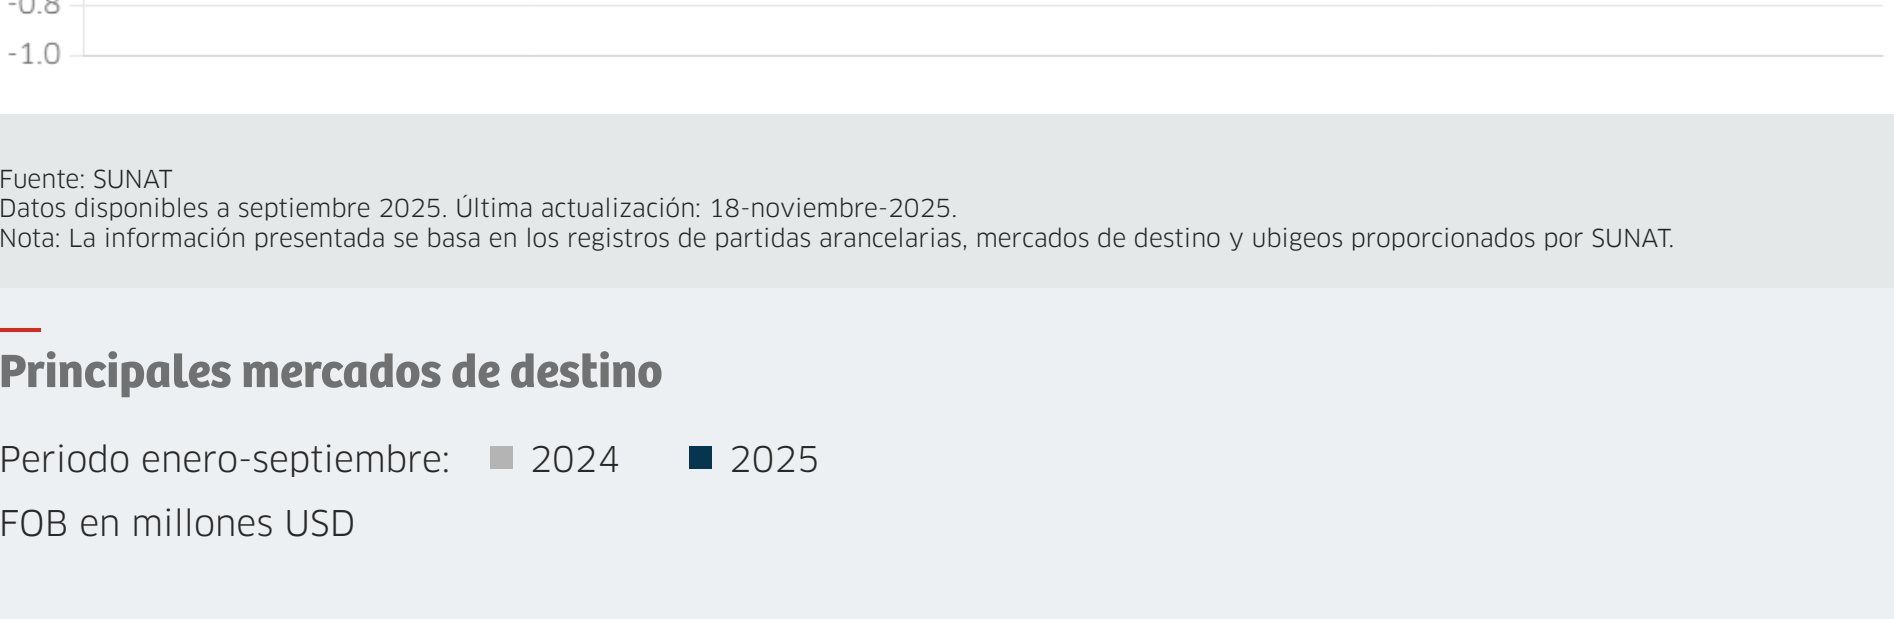 -0.8
-1.0
Fuente: SUNAT
Datos disponibles a septiembre 2025. Última actualización: 18-noviembre-2025.
Nota: La información presentada se basa en los registros de partidas arancelarias, mercados de destino y ubigeos proporcionados por SUNAT.
Principales mercados de destino
Periodo enero-septiembre: 2024 2025
FOB en millones USD